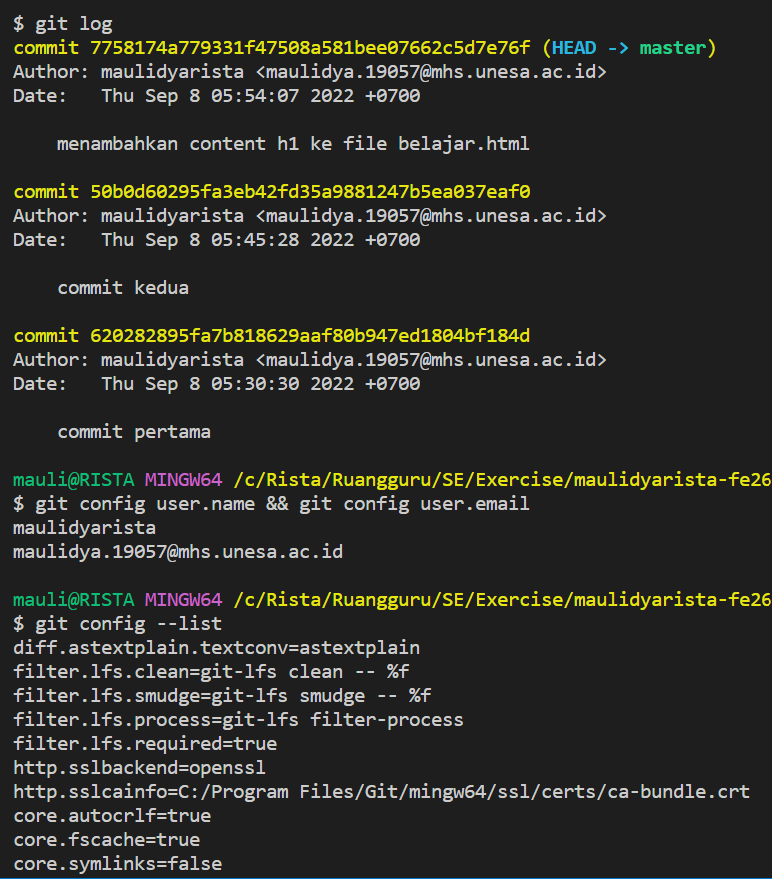 $ git log
commit 7758174a779331f47508a581bee07662c5d7e76f (HEAD -> master)
Author: maulidyarista <maulidya.19057@mhs.unesa.ac.id>
Date:   Thu Sep 8 05:54:07 2022 +0700
    menambahkan content h1 ke file belajar.html
commit 50b0d60295fa3eb42fd35a9881247b5ea037eaf0
Author: maulidyarista <maulidya.19057@mhs.unesa.ac.id>
Date:   Thu Sep 8 05:45:28 2022 +0700
    commit kedua
commit 620282895fa7b818629aaf80b947ed1804bf184d
Author: maulidyarista <maulidya.19057@mhs.unesa.ac.id>
Date:   Thu Sep 8 05:30:30 2022 +0700
    commit pertama
mauli@RISTA MINGW64 /c/Rista/Ruangguru/SE/Exercise/maulidyarista-fe26
$ git config user.name && git config user.email
maulidyarista
maulidya.19057@mhs.unesa.ac.id
mauli@RISTA MINGW64 /c/Rista/Ruangguru/SE/Exercise/maulidyarista-fe26
$ git config --list
diff.astextplain.textconv=astextplain
filter.lfs.clean=git-lfs clean -- %f
filter.lfs.smudge=git-lfs smudge -- %f
filter.lfs.process=git-lfs filter-process
filter.lfs.required=true
http.sslbackend=openssl
http.sslcainfo=C:/Program Files/Git/mingw64/ssl/certs/ca-bundle.crt
core.autocrlf=true
core.fscache=true
core.symlinks=false